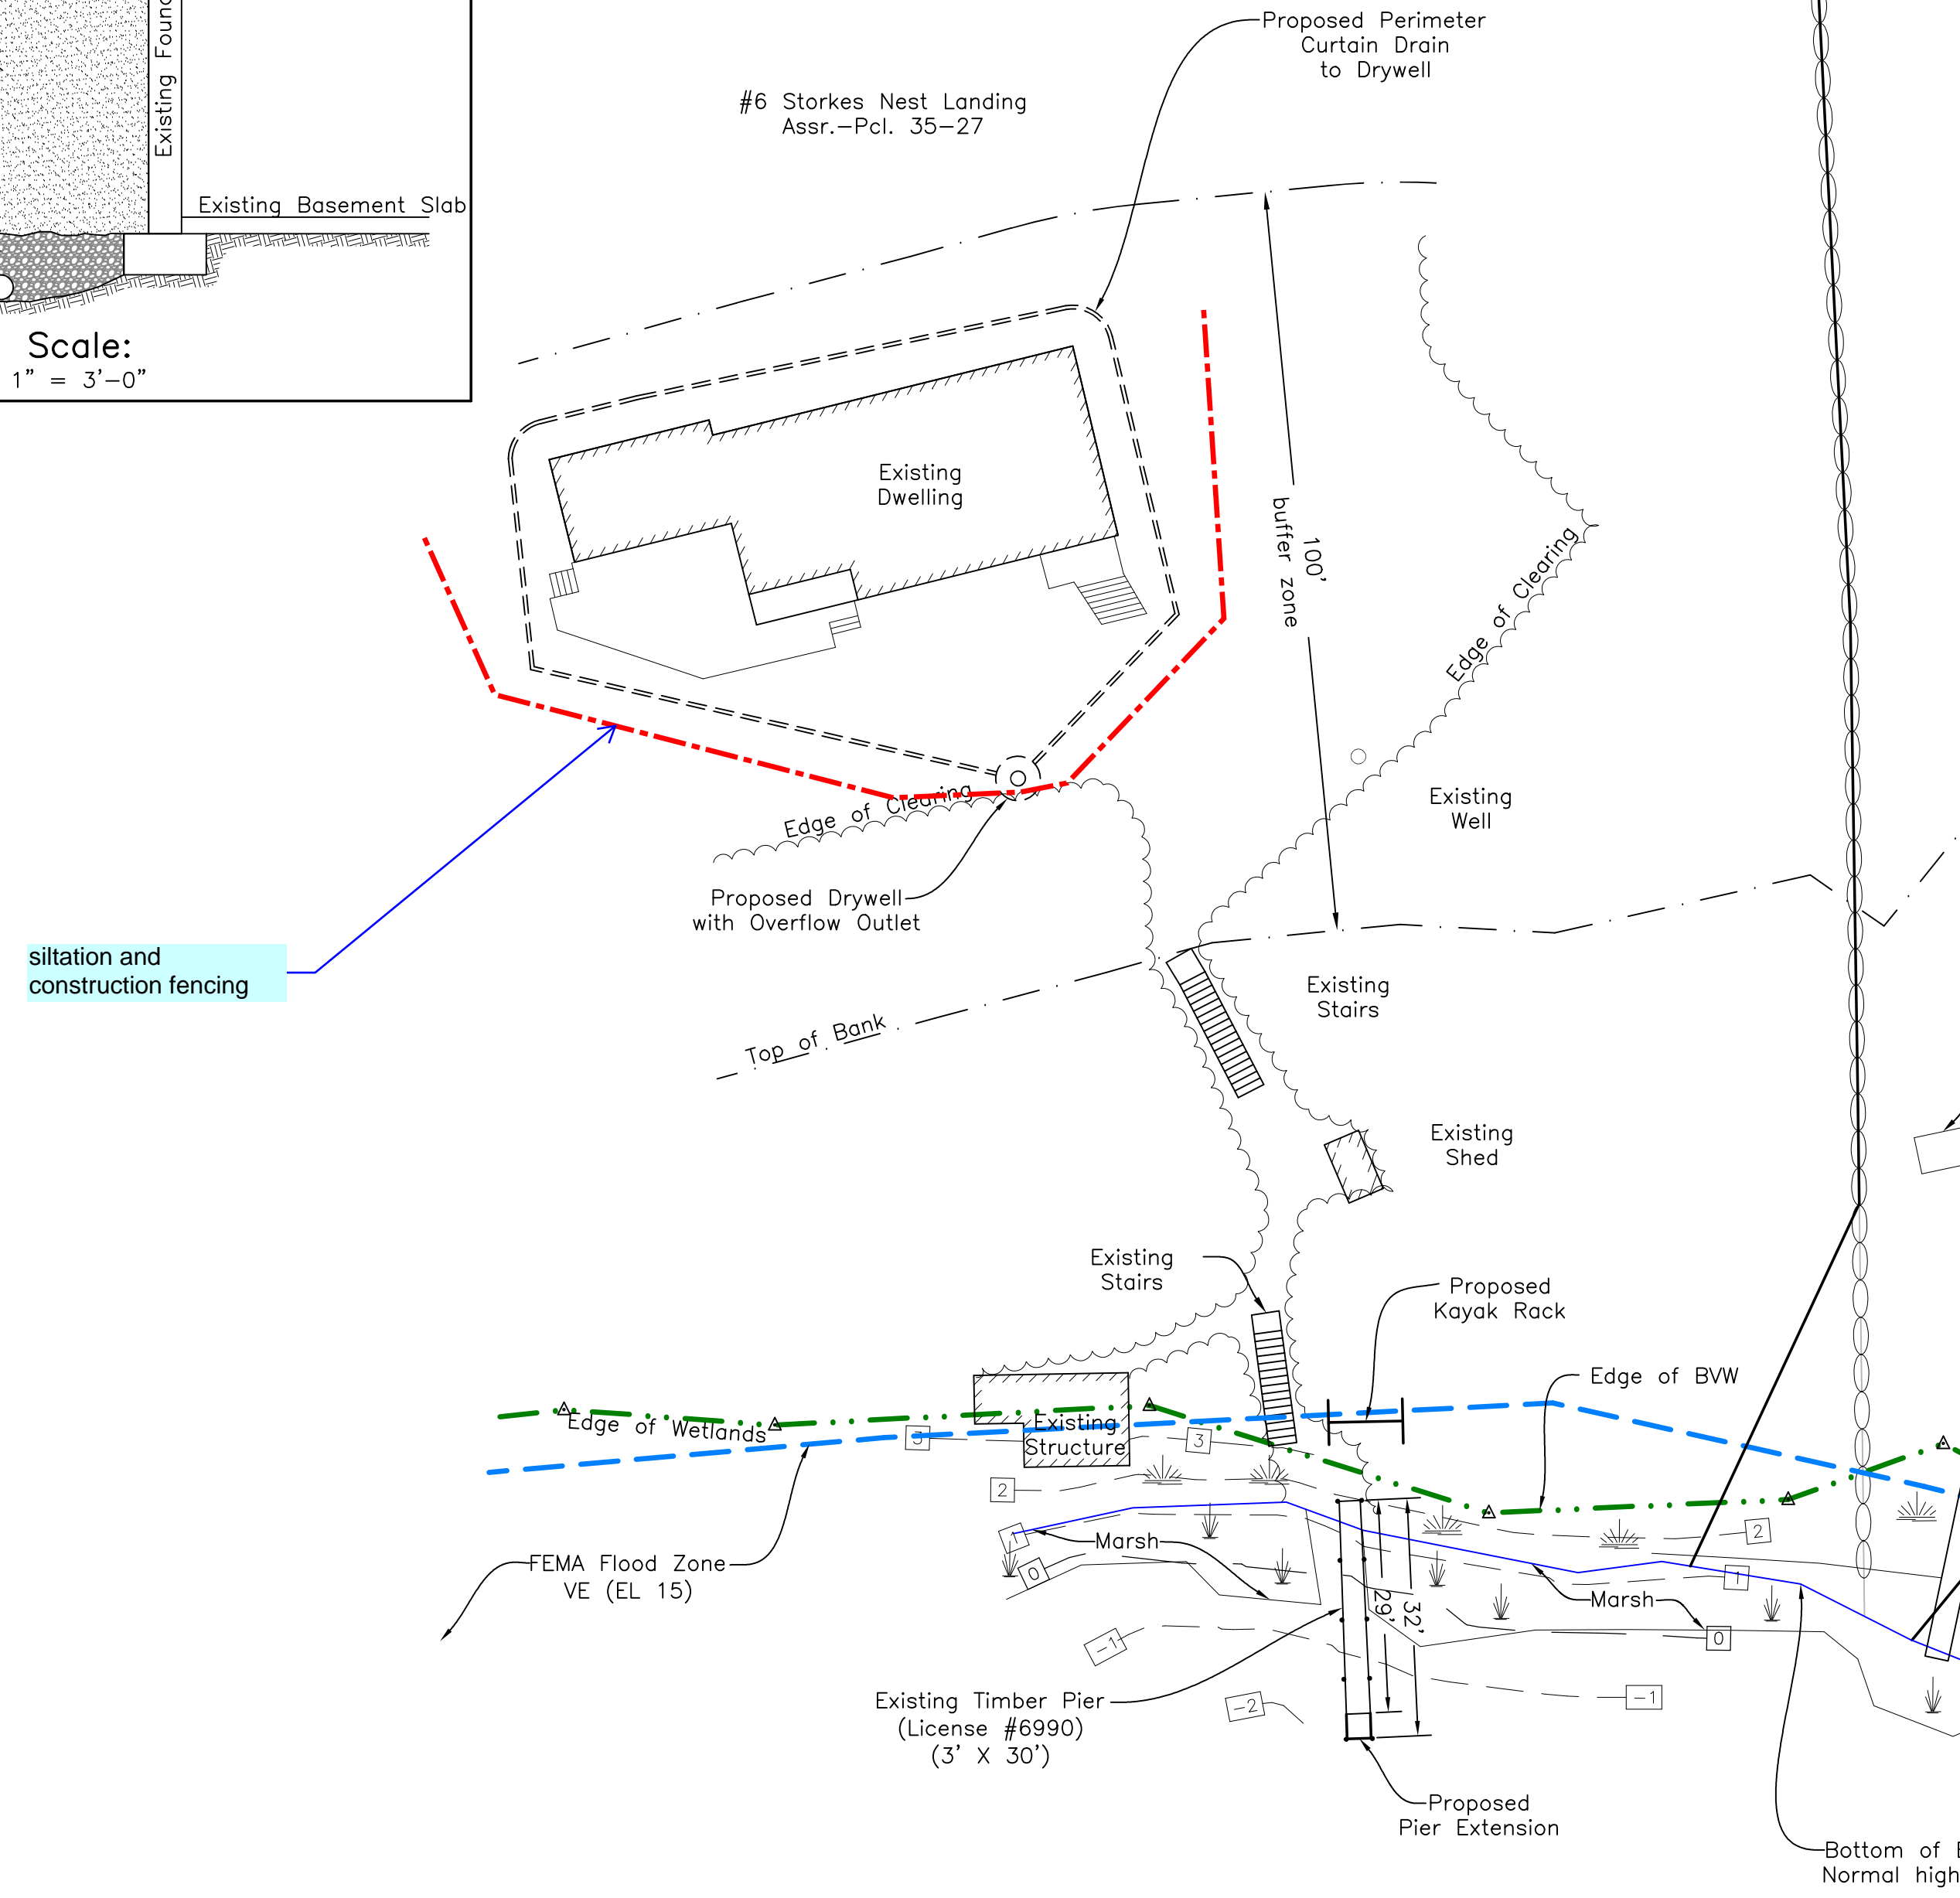 Existing Foun
Existing Basement Slab
Scale:
1" = 3'-0"
Proposed Perimeter
Curtain Drain
to Drywell
#6 Storkes Nest Landing
Assr.-Pcl. 35-27
Existing
Dwelling
100'
buffer zone
Edge of Clearing
Edge of Clearing
Existing
Well
Proposed Drywell
with Overflow Outlet
siltation and
construction fencing
Existing
Stairs
Top of Bank
Existing
Shed
Existing
Stairs
Proposed
Kayak Rack
Edge of BVW
Edge of Wetlands
Existing
Structure
3
3
2
2
1
1
0
0
-1
-1
-2
Marsh
Marsh
FEMA Flood Zone
VE (EL 15)
29'
32'
Existing Timber Pier
(License #6990)
(3' X 30')
Proposed
Pier Extension
Bottom of
Normal high